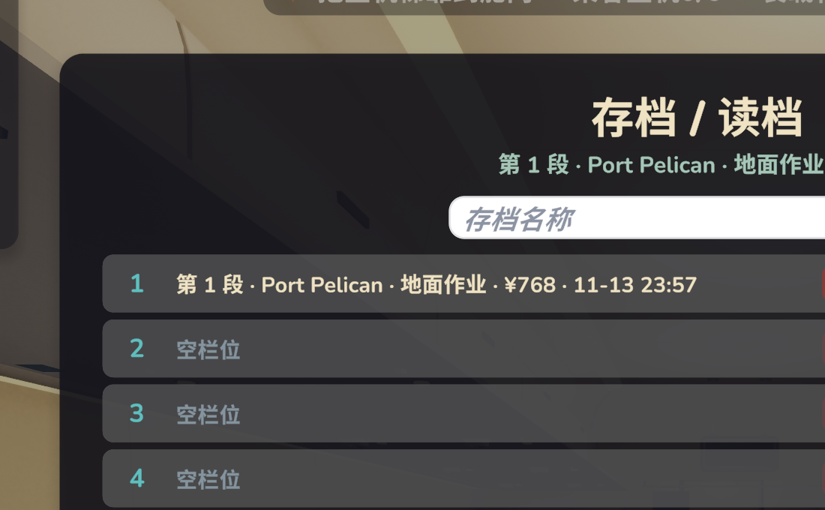 存档 / 读档
第 1 段 · Port Pelican · 地面作业
存档名称
1 第 1 段 · Port Pelican · 地面作业 · ¥768 · 11-13 23:57
2 空栏位
3 空栏位
4 空栏位